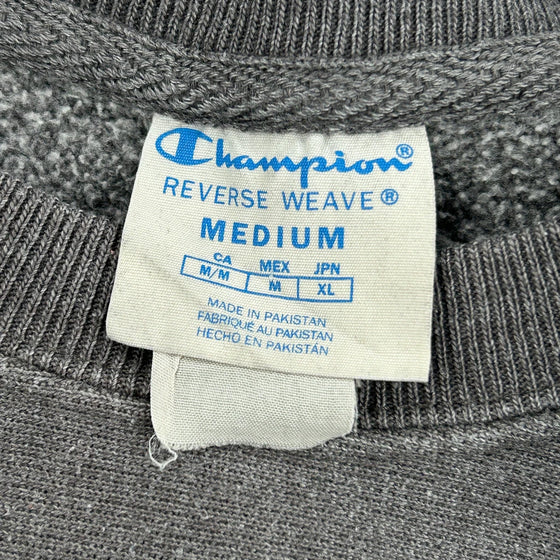 Champion®
REVERSE WEAVE®
MEDIUM
CA MEX JPN
M/M M XL
MADE IN PAKISTAN
FABRIQUÉ AU PAKISTAN
HECHO EN PAKISTÁN